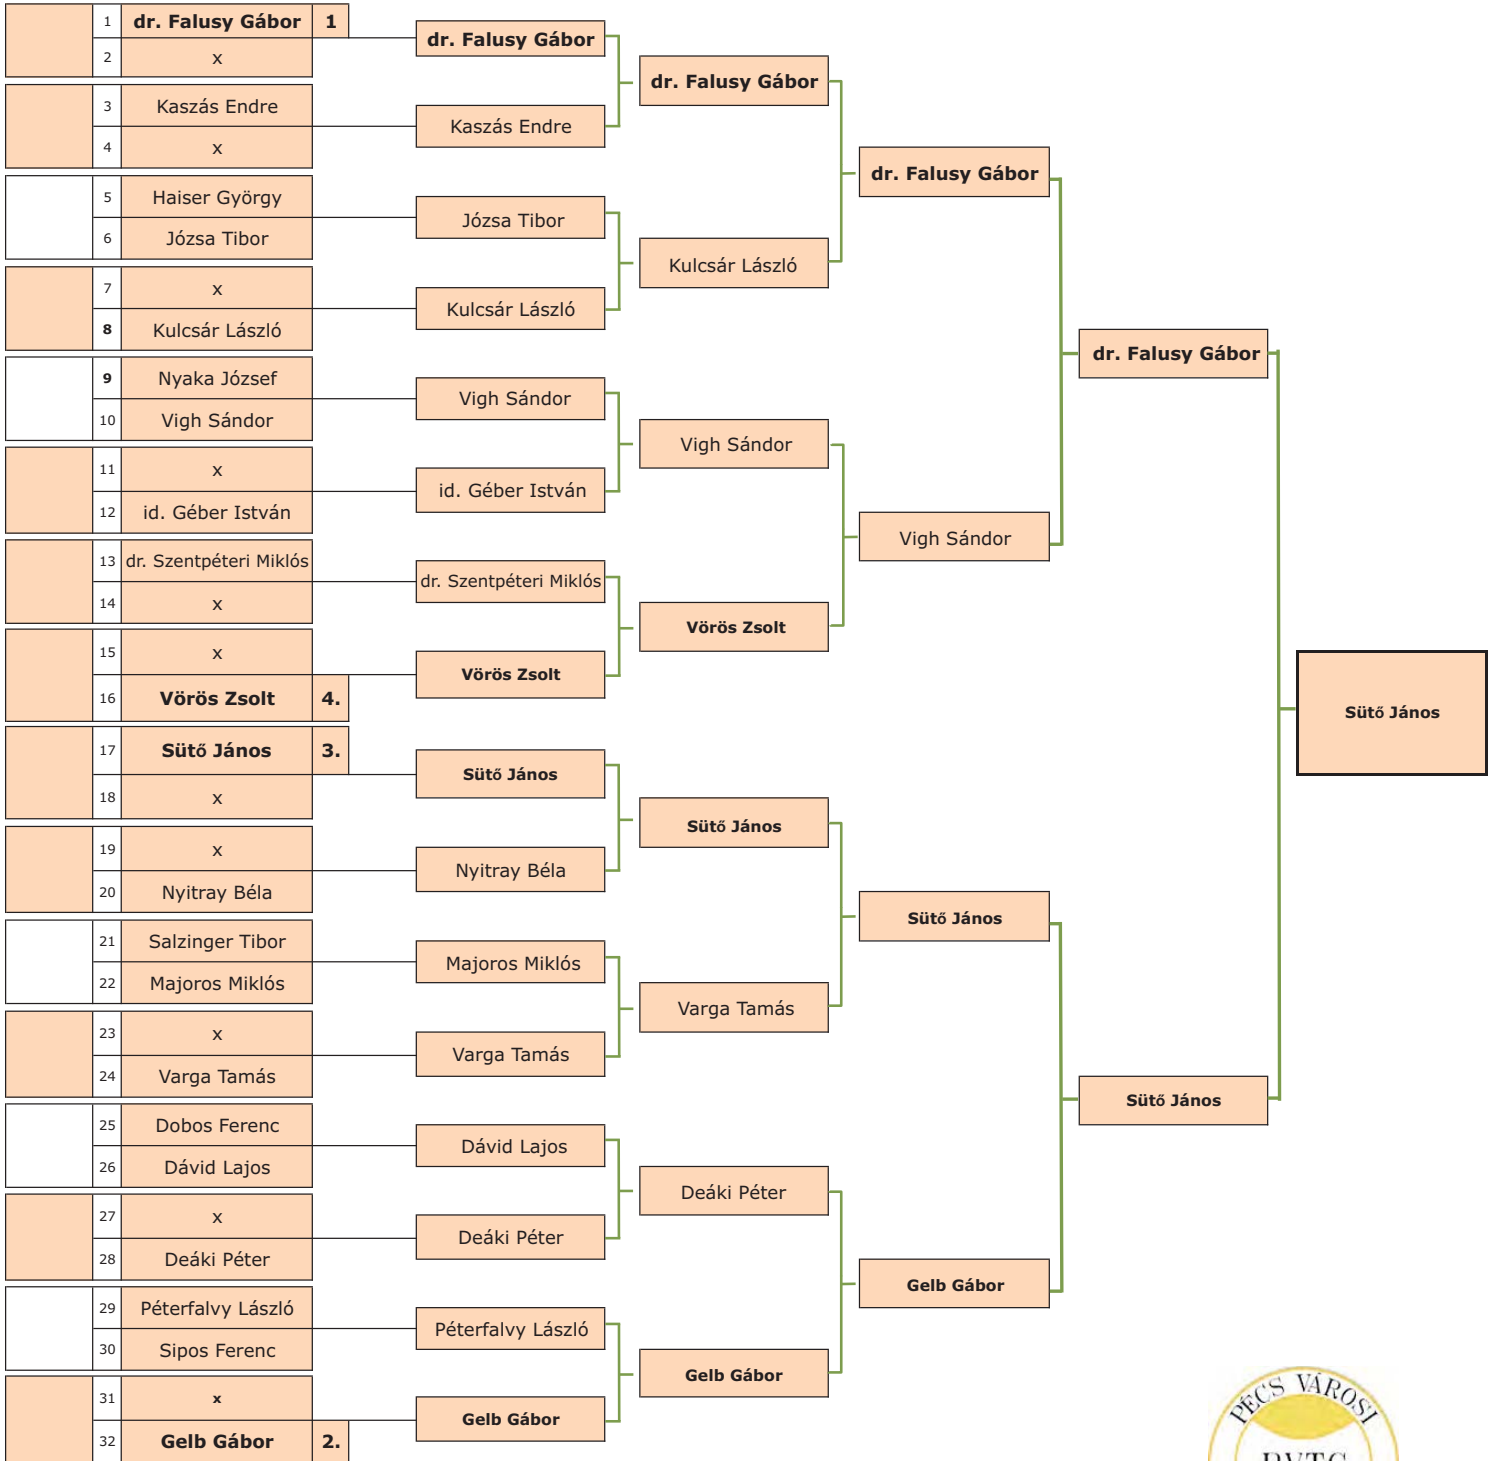 1 dr. Falusy Gábor 1
2 x
3 Kaszás Endre
4 x
5 Haiser György
6 Józsa Tibor
7 x
8 Kulcsár László
9 Nyaka József
10 Vigh Sándor
11 x
12 id. Géber István
13 dr. Szentpéteri Miklós
14 x
15 x
16 Vörös Zsolt 4.
17 Sütő János 3.
18 x
19 x
20 Nyitray Béla
21 Salzinger Tibor
22 Majoros Miklós
23 x
24 Varga Tamás
25 Dobos Ferenc
26 Dávid Lajos
27 x
28 Deáki Péter
29 Péterfalvy László
30 Sipos Ferenc
31 x
32 Gelb Gábor 2.
dr. Falusy Gábor
Kaszás Endre
Józsa Tibor
Kulcsár László
Vigh Sándor
id. Géber István
dr. Szentpéteri Miklós
Vörös Zsolt
Sütő János
Nyitray Béla
Majoros Miklós
Varga Tamás
Dávid Lajos
Deáki Péter
Péterfalvy László
Gelb Gábor
dr. Falusy Gábor
Kulcsár László
Vigh Sándor
Vörös Zsolt
Sütő János
Varga Tamás
Deáki Péter
Gelb Gábor
dr. Falusy Gábor
Vigh Sándor
Sütő János
Gelb Gábor
dr. Falusy Gábor
Sütő János
Sütő János
PÉCS VÁROSI
PVTC